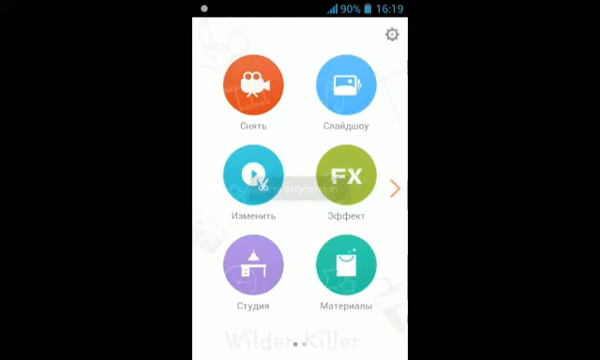 90% 16:19
Снять Слайдшоу
FX
Изменить Эффект
Студия Материалы
Wilder Killer